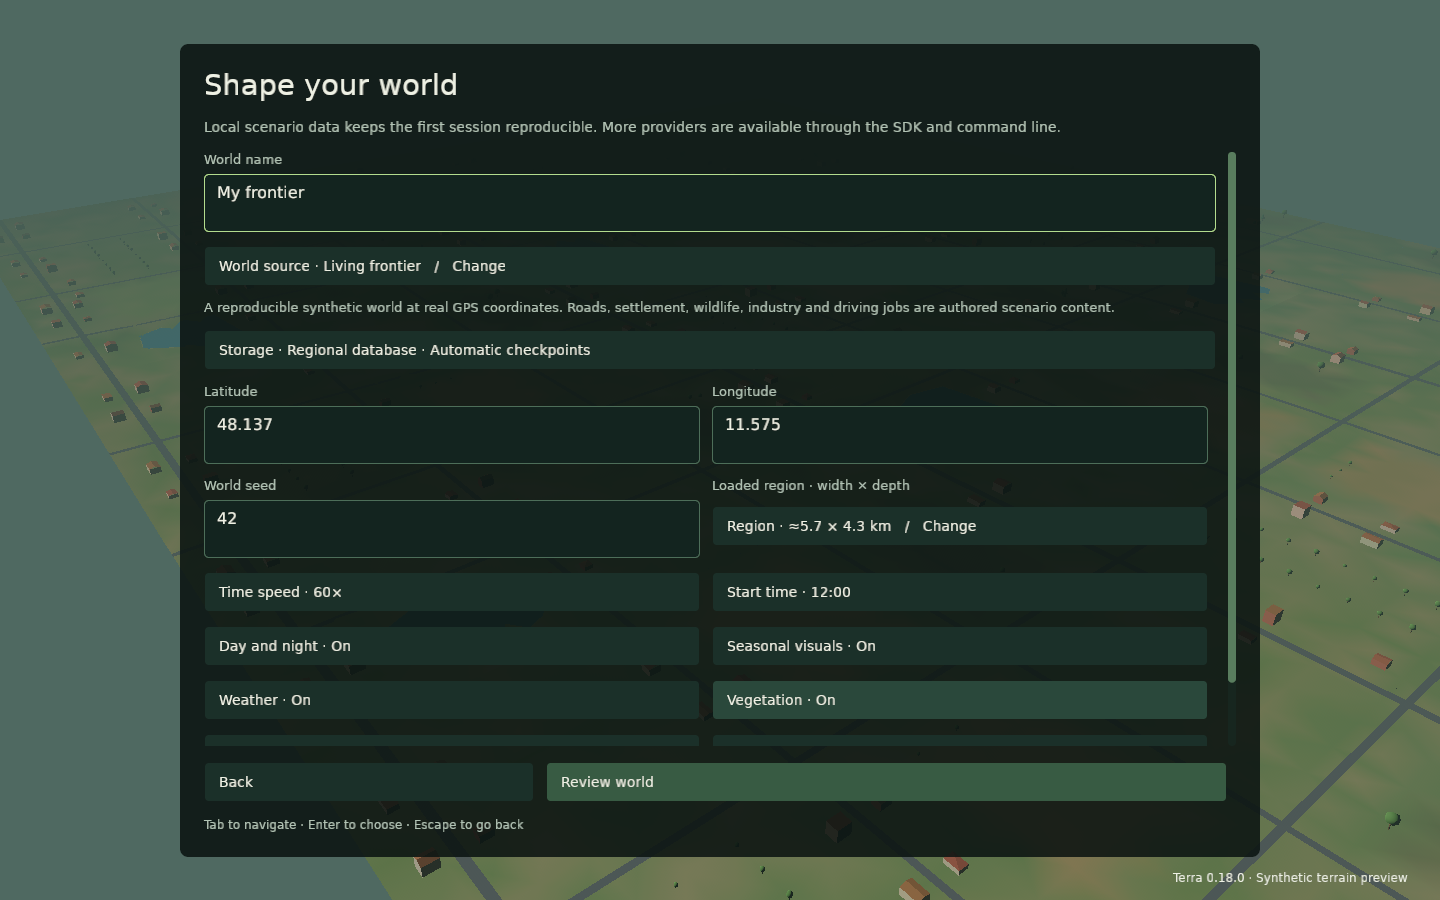 Shape your world
Local scenario data keeps the first session reproducible. More providers are available through the SDK and command line.
World name
My frontier
World source · Living frontier / Change
A reproducible synthetic world at real GPS coordinates. Roads, settlement, wildlife, industry and driving jobs are authored scenario content.
Storage · Regional database · Automatic checkpoints
Latitude
Longitude
48.137
11.575
World seed
Loaded region · width × depth
42
Region · ≈5.7 × 4.3 km / Change
Time speed · 60×
Start time · 12:00
Day and night · On
Seasonal visuals · On
Weather · On
Vegetation · On
Back
Review world
Tab to navigate · Enter to choose · Escape to go back
Terra 0.18.0 · Synthetic terrain preview